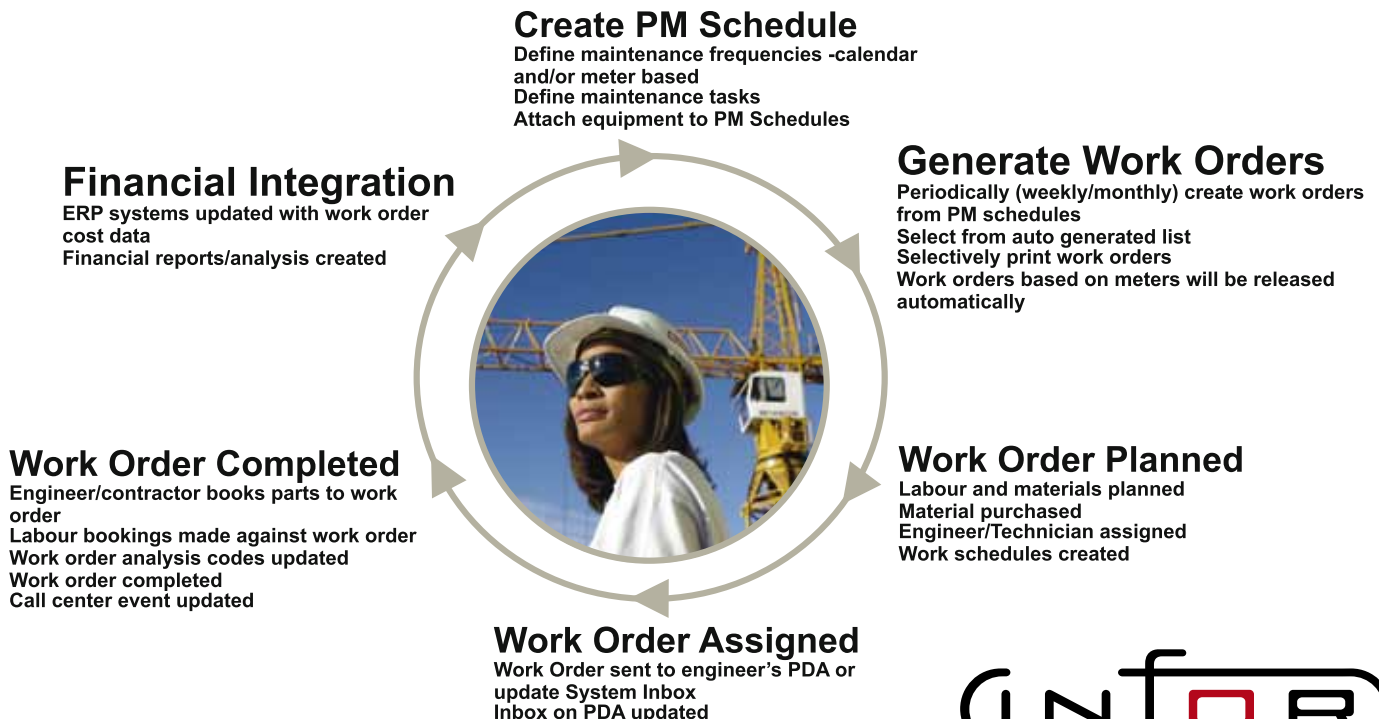 Create PM Schedule
Define maintenance frequencies -calendar
and/or meter based
Define maintenance tasks
Attach equipment to PM Schedules
Generate Work Orders
Periodically (weekly/monthly) create work orders
from PM schedules
Select from auto generated list
Selectively print work orders
Work orders based on meters will be released
automatically
Work Order Planned
Labour and materials planned
Material purchased
Engineer/Technician assigned
Work schedules created
Work Order Assigned
Work Order sent to engineer’s PDA or
update System Inbox
Inbox on PDA updated
Work Order Completed
Engineer/contractor books parts to work
order
Labour bookings made against work order
Work order analysis codes updated
Work order completed
Call center event updated
Financial Integration
ERP systems updated with work order
cost data
Financial reports/analysis created
infor